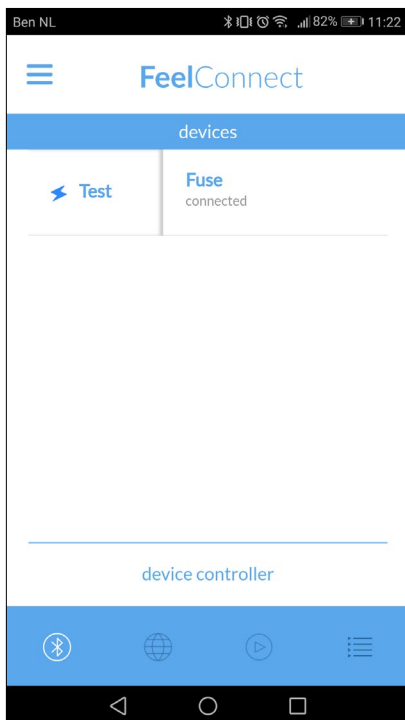 Ben NL 82% 11:22
FeelConnect
devices
Test
Fuse
connected
device controller